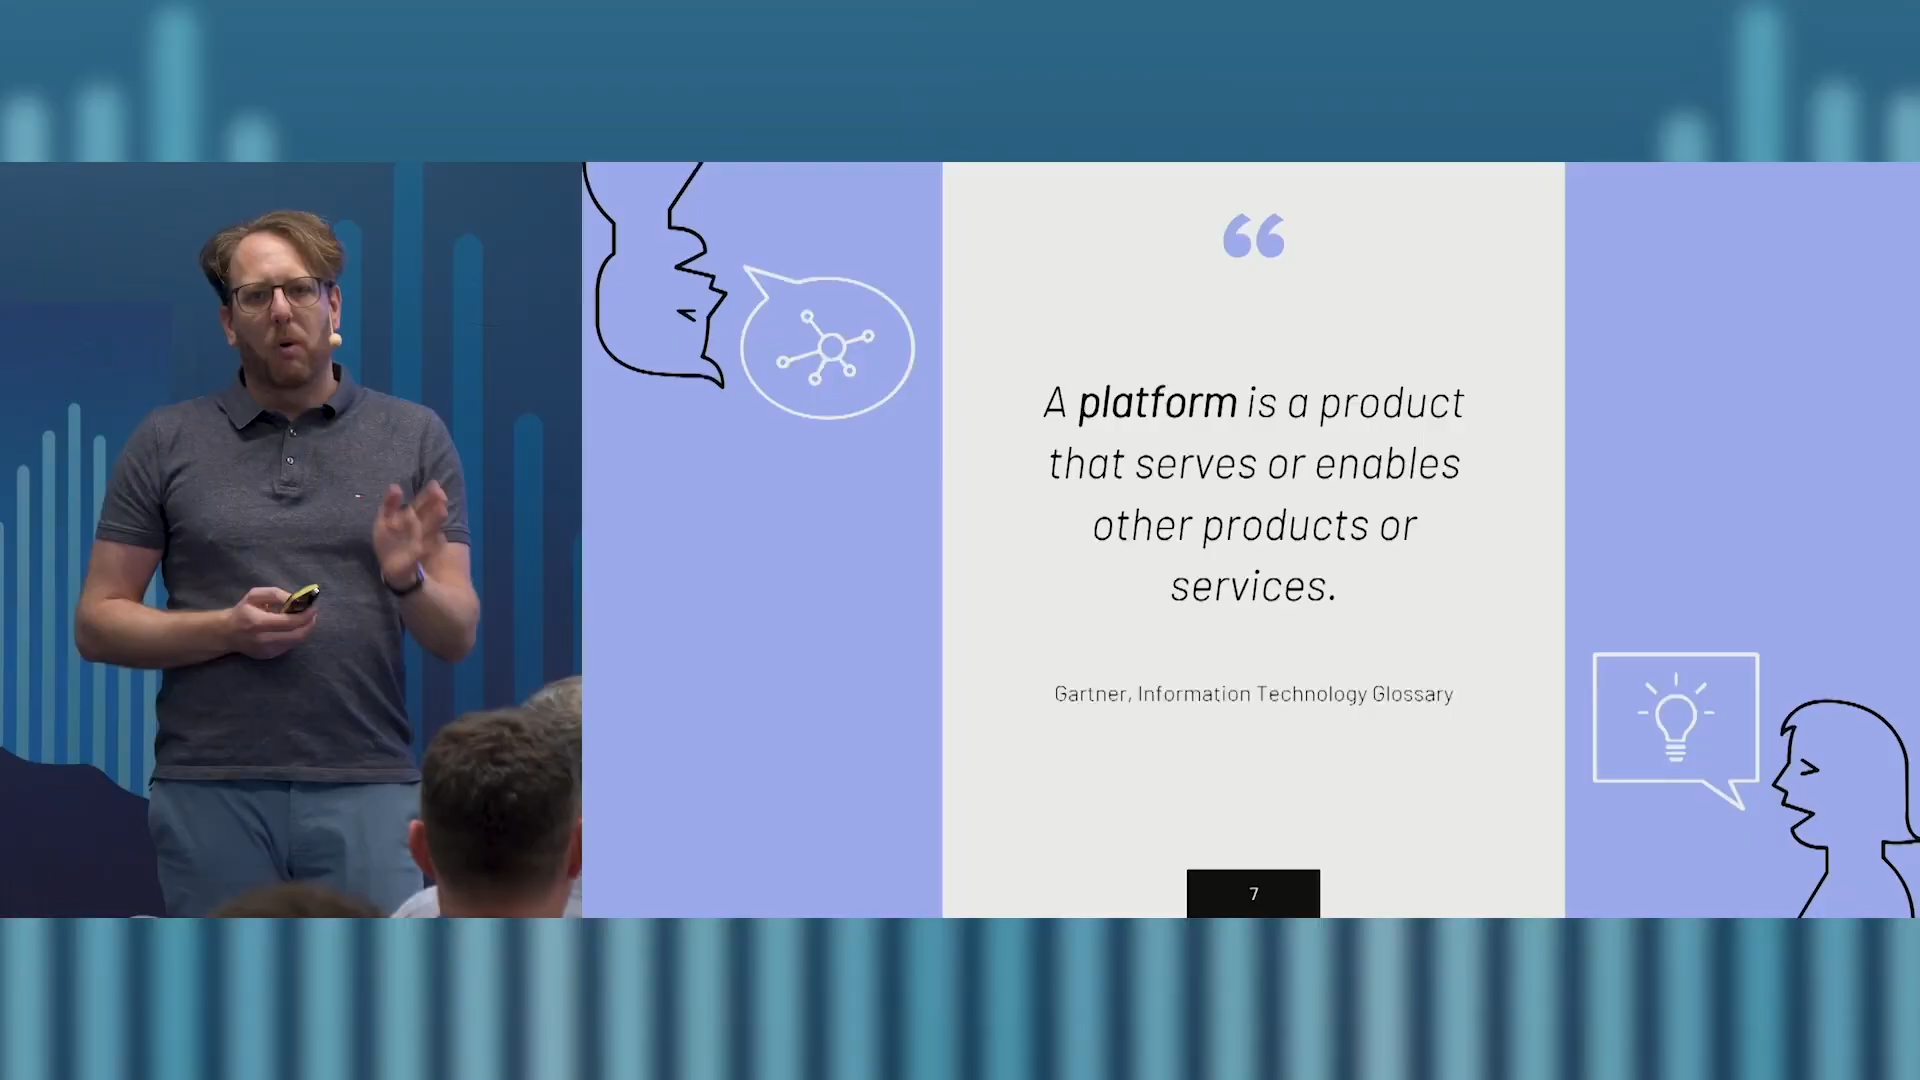 “
A platform is a product
that serves or enables
other products or
services.
Gartner, Information Technology Glossary
7